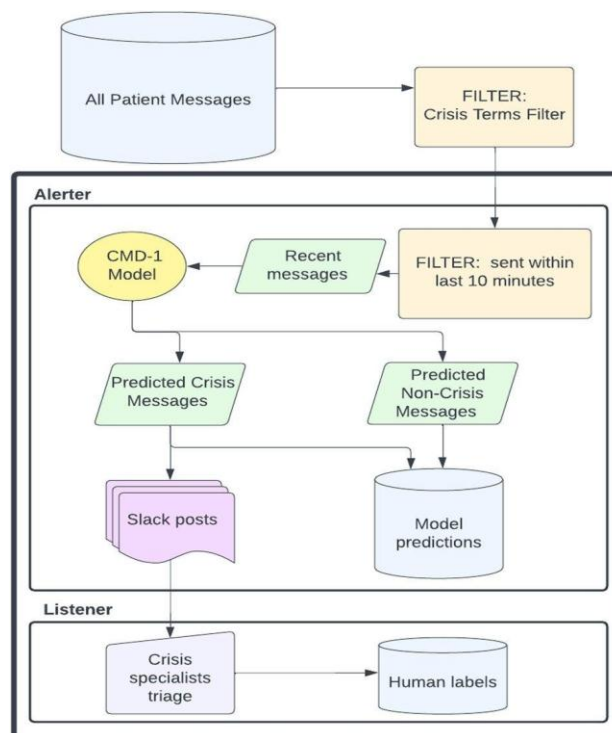 All Patient Messages
FILTER:
Crisis Terms Filter
Alerter
CMD-1
Model
Recent
messages
FILTER: sent within
last 10 minutes
Predicted Crisis
Messages
Predicted
Non-Crisis
Messages
Slack posts
Model
predictions
Listener
Crisis
specialists
triage
Human labels